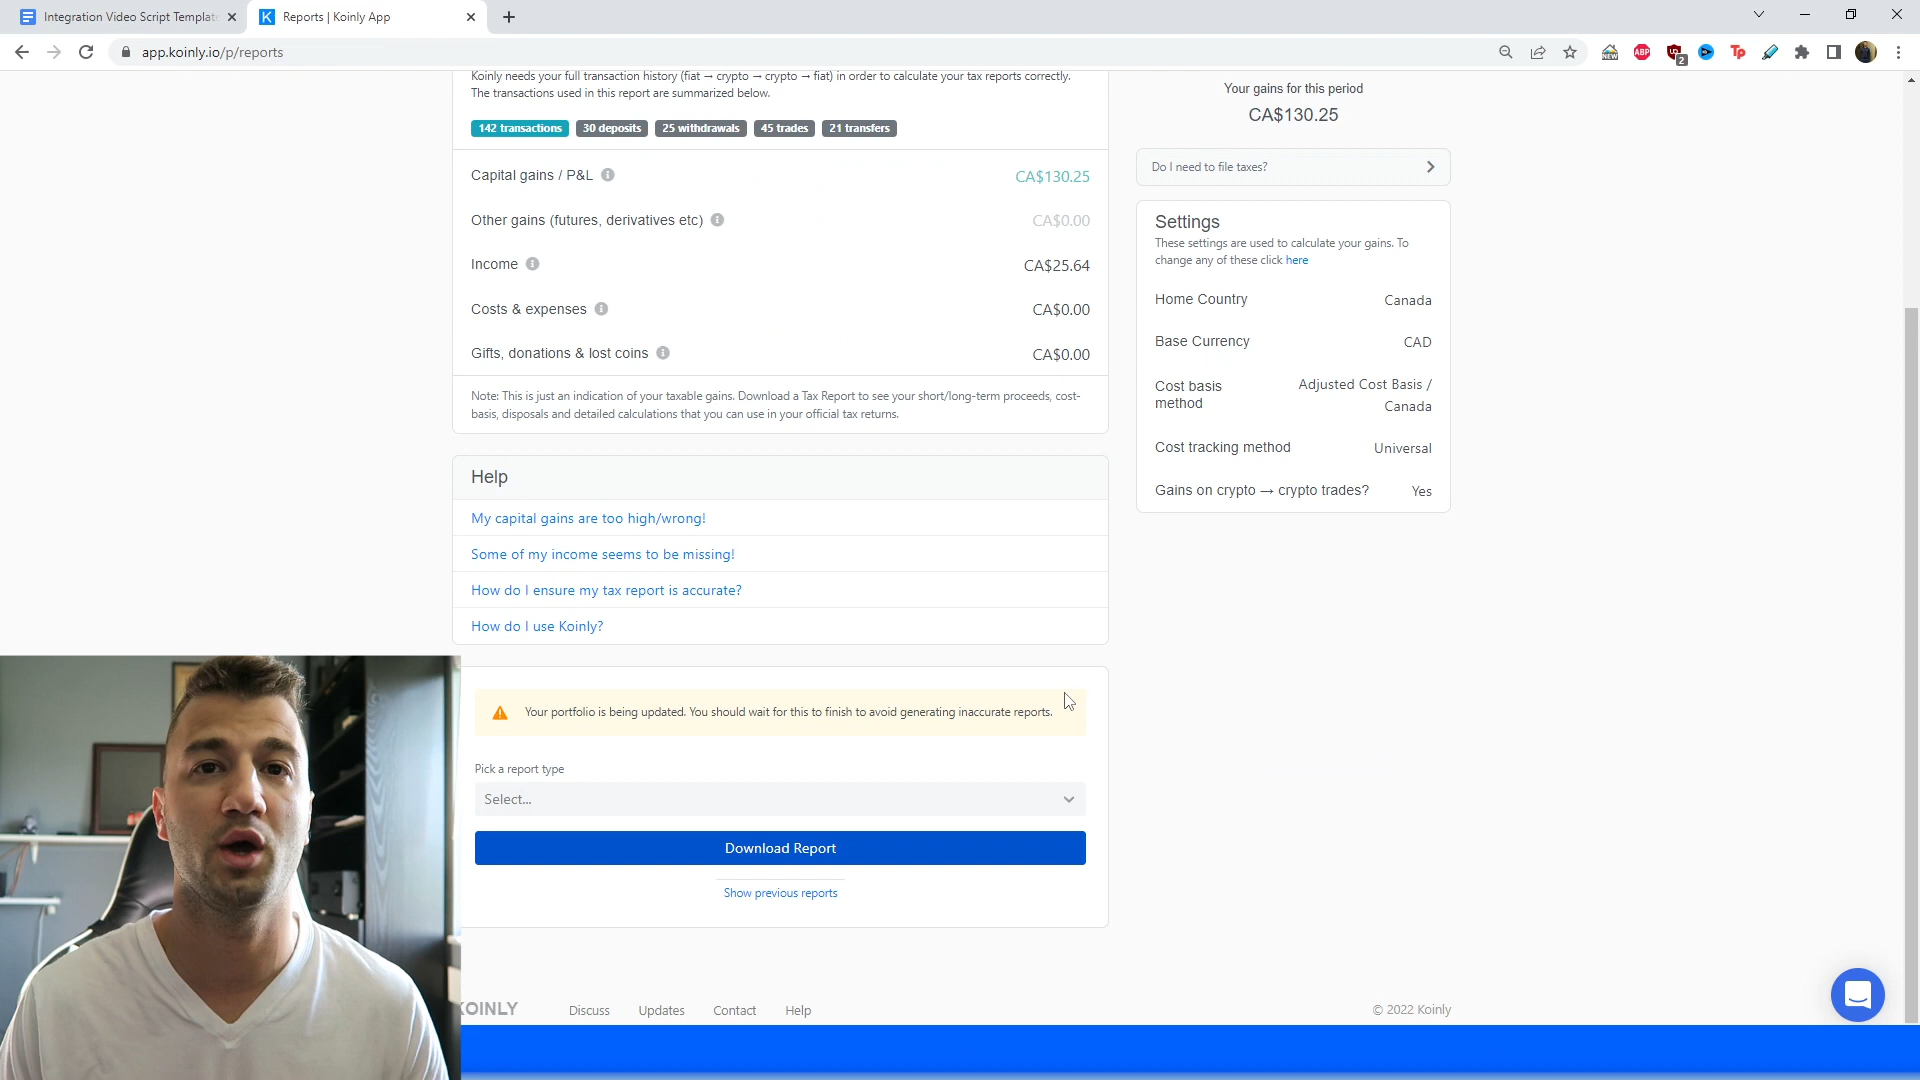 Integration Video Script Templat
Reports | Koinly App
app.koinly.io/p/reports
ABP
2
Tp
Koinly needs your full transaction history (fiat → crypto → crypto → fiat) in order to calculate your tax reports correctly.
The transactions used in this report are summarized below.
142 transactions
30 deposits
25 withdrawals
45 trades
21 transfers
Capital gains / P&L
CA$130.25
Other gains (futures, derivatives etc)
CA$0.00
Income
CA$25.64
Costs & expenses
CA$0.00
Gifts, donations & lost coins
CA$0.00
Note: This is just an indication of your taxable gains. Download a Tax Report to see your short/long-term proceeds, cost-
basis, disposals and detailed calculations that you can use in your official tax returns.
Help
My capital gains are too high/wrong!
Some of my income seems to be missing!
How do I ensure my tax report is accurate?
How do I use Koinly?
Your portfolio is being updated. You should wait for this to finish to avoid generating inaccurate reports.
Pick a report type
Select...
Download Report
Show previous reports
Your gains for this period
CA$130.25
Do I need to file taxes?
Settings
These settings are used to calculate your gains. To
change any of these click here
Home Country
Canada
Base Currency
CAD
Cost basis
method
Adjusted Cost Basis /
Canada
Cost tracking method
Universal
Gains on crypto → crypto trades?
Yes
KOINLY
Discuss
Updates
Contact
Help
© 2022 Koinly